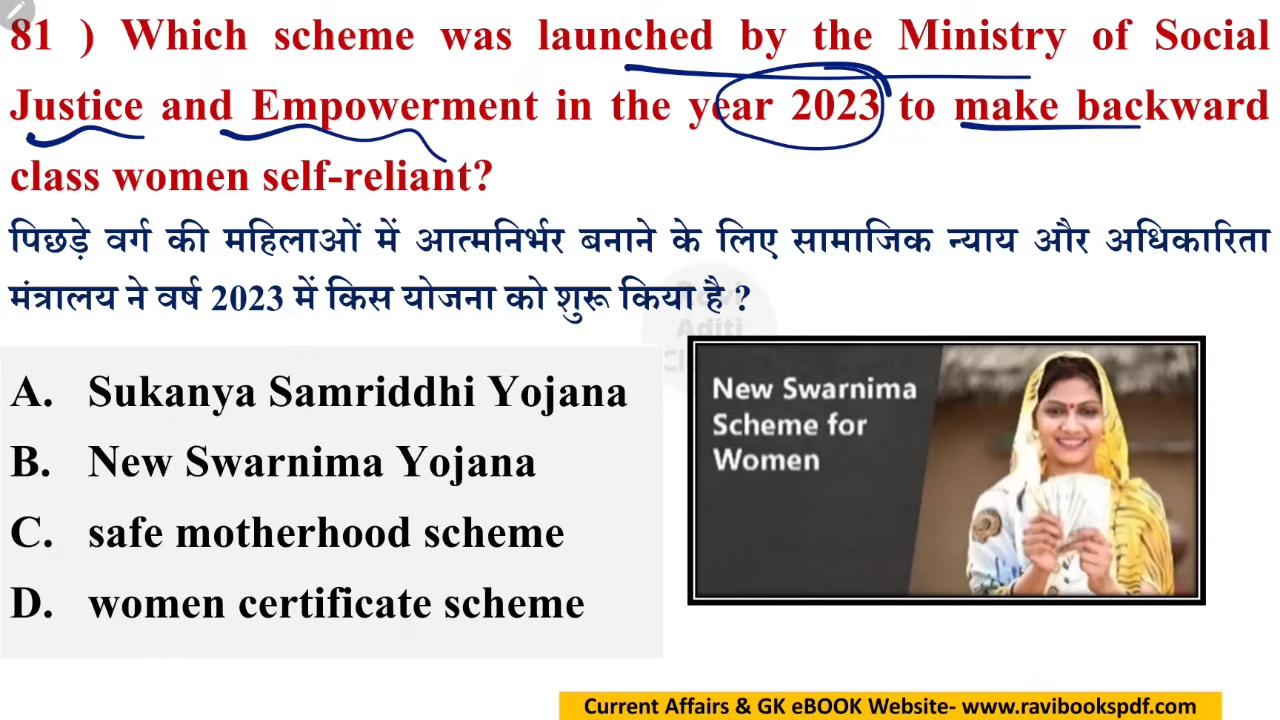 81 ) Which scheme was launched by the Ministry of Social
Justice and Empowerment in the year 2023 to make backward
class women self-reliant?
पिछड़े वर्ग की महिलाओं में आत्मनिर्भर बनाने के लिए सामाजिक न्याय और अधिकारिता
मंत्रालय ने वर्ष 2023 में किस योजना को शुरू किया है ?
Aditi
A. Sukanya Samriddhi Yojana
B. New Swarnima Yojana
C. safe motherhood scheme
D. women certificate scheme
New Swarnima
Scheme for
Women
Current Affairs & GK eBOOK Website- www.ravibookspdf.com